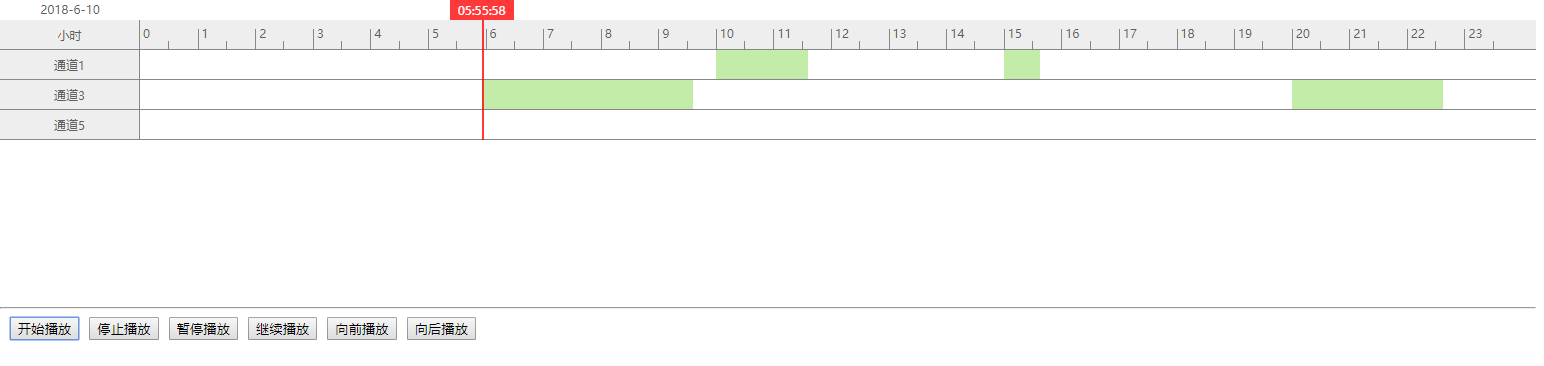 2018-6-10 05:55:58
小时 0 1 2 3 4 5 6 7 8 9 10 11 12 13 14 15 16 17 18 19 20 21 22 23
通道1
通道3
通道5
开始播放 停止播放 暂停播放 继续播放 向前播放 向后播放